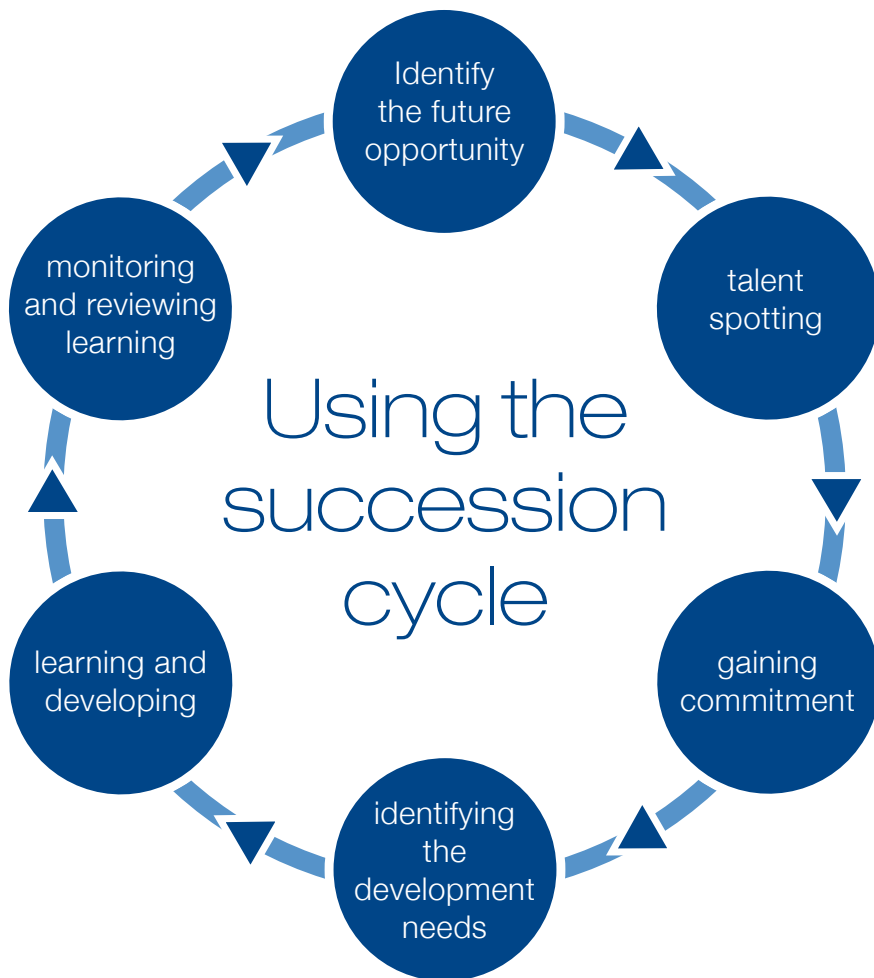 Identify
the future
opportunity
talent
spotting
gaining
commitment
identifying
the
development
needs
learning and
developing
monitoring
and reviewing
learning
Using the
succession
cycle